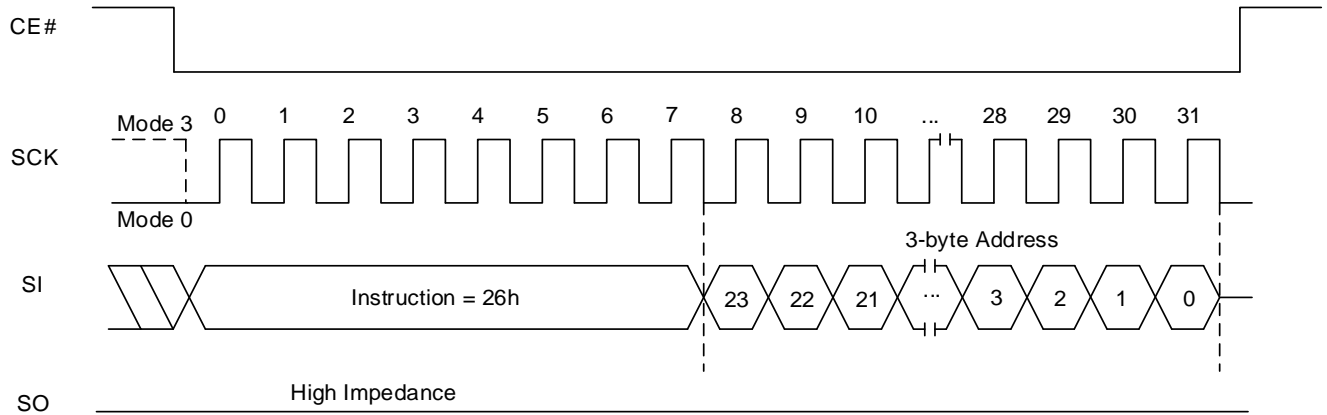 CE#
0 1 2 3 4 5 6 7 8 9 10 ... 28 29 30 31
Mode 3
SCK
Mode 0
3-byte Address
SI
Instruction = 26h
23 22 21 ... 3 2 1 0
High Impedance
SO